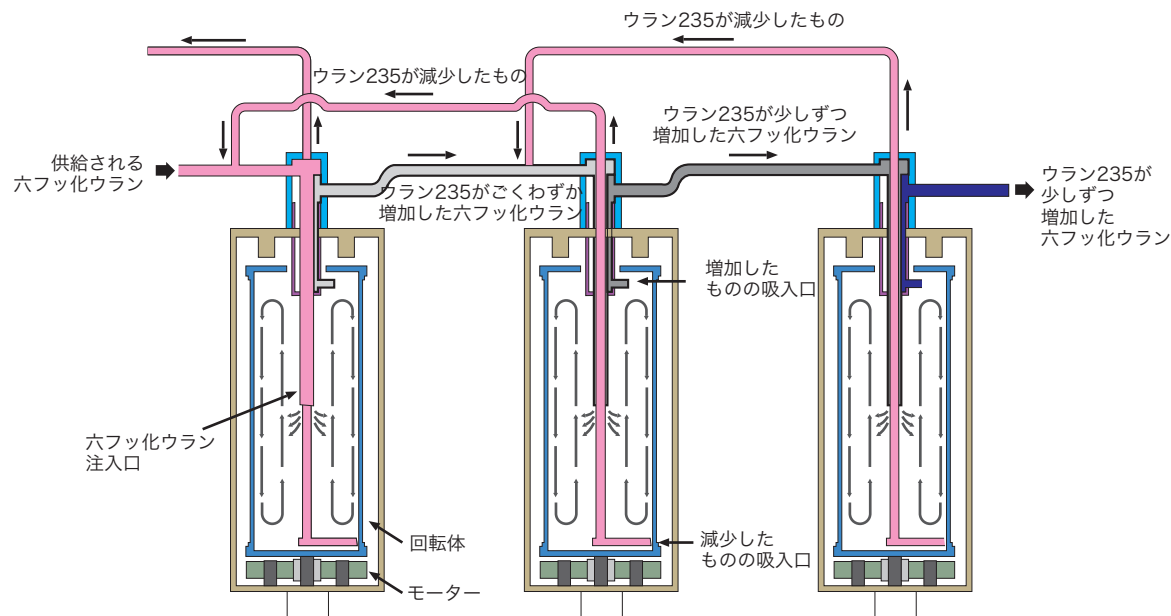 ウラン235が減少したもの
ウラン235が減少したもの
ウラン235が少しずつ
増加した六フッ化ウラン
供給される
六フッ化ウラン
ウラン235がごくわずか
増加した六フッ化ウラン
ウラン235が
少しずつ
増加した
六フッ化ウラン
増加した
ものの吸入口
六フッ化ウラン
注入口
回転体
減少した
ものの吸入口
モーター